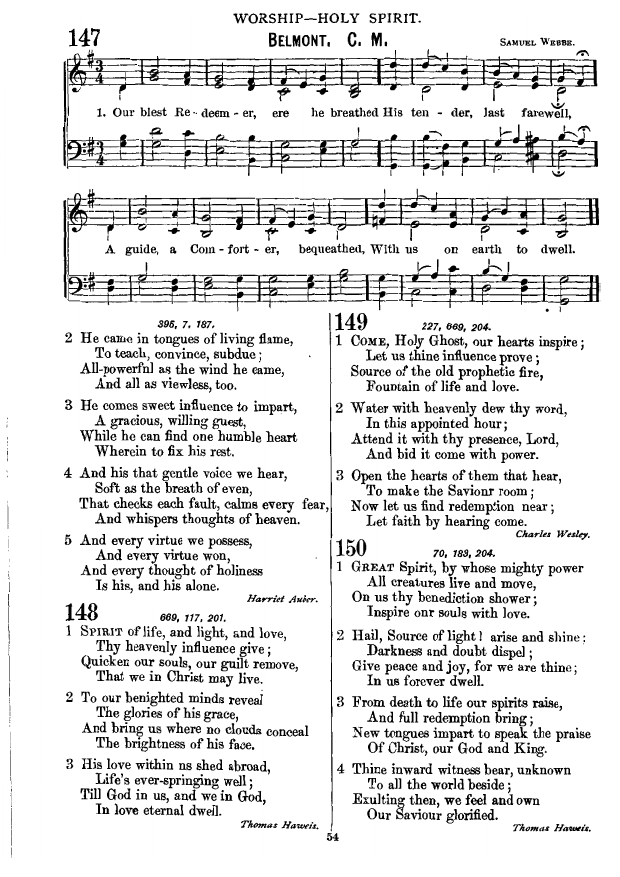 WORSHIP—HOLY SPIRIT.
147
BELMONT. C. M.
SAMUEL WEBBE.
1. Our blest Re-deem-er, ere he breathed His ten-der, last farewell,
A guide, a Com-fort-er, bequeathed, With us on earth to dwell.
395, 7, 187.
2 He came in tongues of living flame,
To teach, convince, subdue;
All-powerful as the wind he came,
And all as viewless, too.
3 He comes sweet influence to impart,
A gracious, willing guest,
While he can find one humble heart
Wherein to fix his rest.
4 And his that gentle voice we hear,
Soft as the breath of even,
That checks each fault, calms every fear,
And whispers thoughts of heaven.
5 And every virtue we possess,
And every virtue won,
And every thought of holiness
Is his, and his alone.
Harriet Auber.
148
669, 117, 201.
1 SPIRIT of life, and light, and love,
Thy heavenly influence give;
Quicken our souls, our guilt remove,
That we in Christ may live.
2 To our benighted minds reveal
The glories of his grace,
And bring us where no clouds conceal
The brightness of his face.
3 His love within us shed abroad,
Life's ever-springing well;
Till God in us, and we in God,
In love eternal dwell.
Thomas Haweis.
149
227, 669, 204.
1 COME, Holy Ghost, our hearts inspire;
Let us thine influence prove;
Source of the old prophetic fire,
Fountain of life and love.
2 Water with heavenly dew thy word,
In this appointed hour;
Attend it with thy presence, Lord,
And bid it come with power.
3 Open the hearts of them that hear,
To make the Saviour room;
Now let us find redemption near;
Let faith by hearing come.
Charles Wesley.
150
70, 183, 204.
1 GREAT Spirit, by whose mighty power
All creatures live and move,
On us thy benediction shower;
Inspire our souls with love.
2 Hail, Source of light! arise and shine;
Darkness and doubt dispel;
Give peace and joy, for we are thine;
In us forever dwell.
3 From death to life our spirits raise,
And full redemption bring;
New tongues impart to speak the praise
Of Christ, our God and King.
4 Thine inward witness bear, unknown
To all the world beside;
Exulting then, we feel and own
Our Saviour glorified.
Thomas Haweis.
54